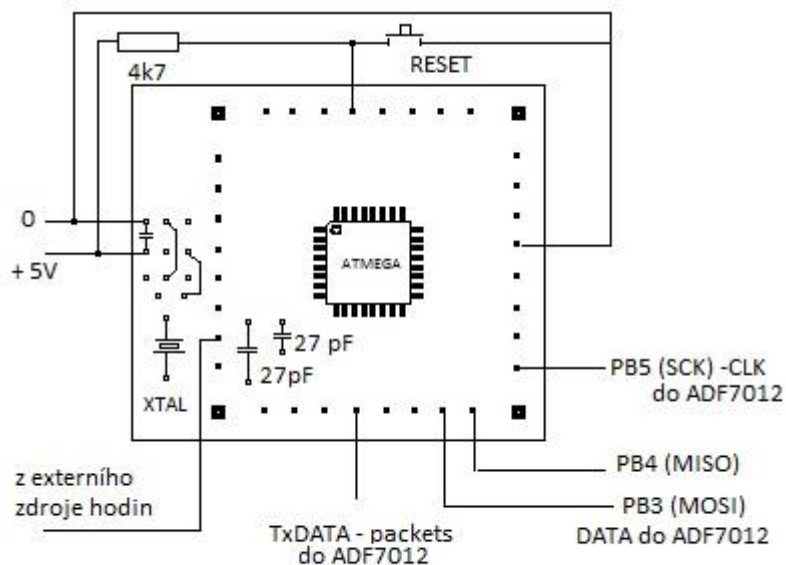 4k7
RESET
0
+ 5V
ATMEGA
27 pF
27pF
XTAL
PB5 (SCK) -CLK
do ADF7012
z externího
zdroje hodin
PB4 (MISO)
PB3 (MOSI)
DATA do ADF7012
TxDATA - packets
do ADF7012